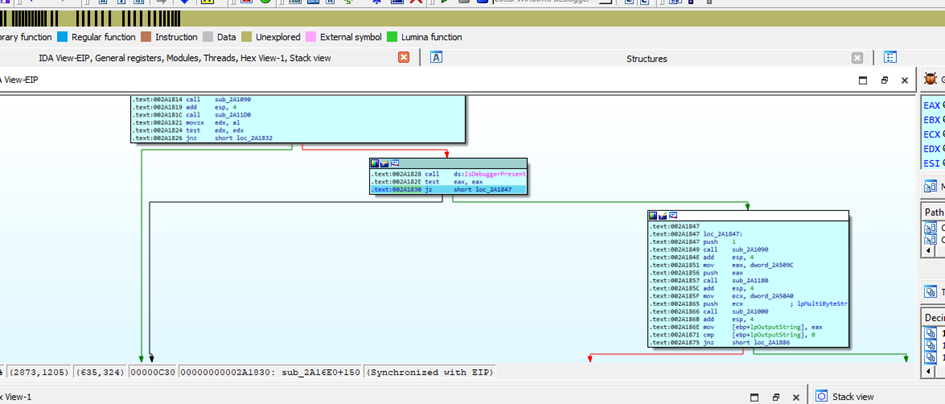 rary function Regular function Instruction Data Unexplored External symbol Lumina function
IDA View-EIP, General registers, Modules, Threads, Hex View-1, Stack view
Structures
A View-EIP
.text:002A1814 call sub_2A1090
.text:002A1819 add esp, 4
.text:002A181C call sub_2A11D0
.text:002A1821 movzx edx, al
.text:002A1824 test edx, edx
.text:002A1826 jnz short loc_2A1832
.text:002A1828 call ds:IsDebuggerPresent
.text:002A182E test eax, eax
.text:002A1830 jz short loc_2A1847
.text:002A1847
.text:002A1847 loc_2A1847:
.text:002A1847 push 1
.text:002A1849 call sub_2A1090
.text:002A184E add esp, 4
.text:002A1851 mov eax, dword_2A509C
.text:002A1856 push eax
.text:002A1857 call sub_2A1180
.text:002A185C add esp, 4
.text:002A185F mov ecx, dword_2A50A0
.text:002A1865 push ecx ; lpMultiByteStr
.text:002A1866 call sub_2A1000
.text:002A186B add esp, 4
.text:002A186E mov [ebp+lpOutputString], eax
.text:002A1871 cmp [ebp+lpOutputString], 0
.text:002A1875 jnz short loc_2A1886
EAX
EBX
ECX
EDX
ESI
Path
Deci
(2873,1205) (635,324) 00000C30 00000000002A1830: sub_2A16E0+150 (Synchronized with EIP)
x View-1
Stack view